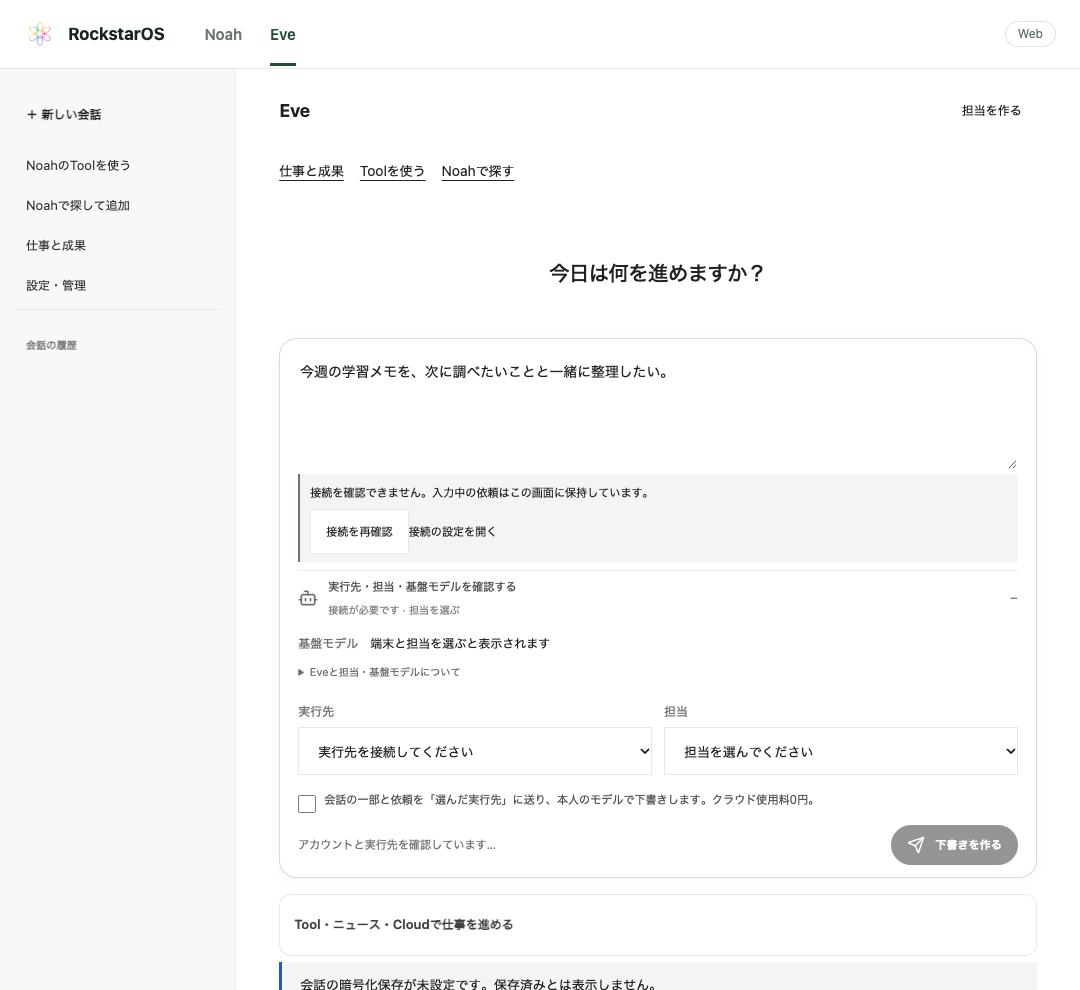 RockstarOS
Noah
Eve
Web
+ 新しい会話
NoahのToolを使う
Noahで探して追加
仕事と成果
設定・管理
会話の履歴
Eve
担当を作る
仕事と成果
Toolを使う
Noahで探す
今日は何を進めますか？
今週の学習メモを、次に調べたいことと一緒に整理したい。
接続を確認できません。入力中の依頼はこの画面に保持しています。
接続を再確認
接続の設定を開く
実行先・担当・基盤モデルを確認する
接続が必要です · 担当を選ぶ
基盤モデル 端末と担当を選ぶと表示されます
Eveと担当・基盤モデルについて
実行先
担当
実行先を接続してください
担当を選んでください
会話の一部と依頼を「選んだ実行先」に送り、本人のモデルで下書きします。クラウド使用料0円。
アカウントと実行先を確認しています...
下書きを作る
Tool・ニュース・Cloudで仕事を進める
会話の暗号化保存が未設定です。保存済みとは表示しません。